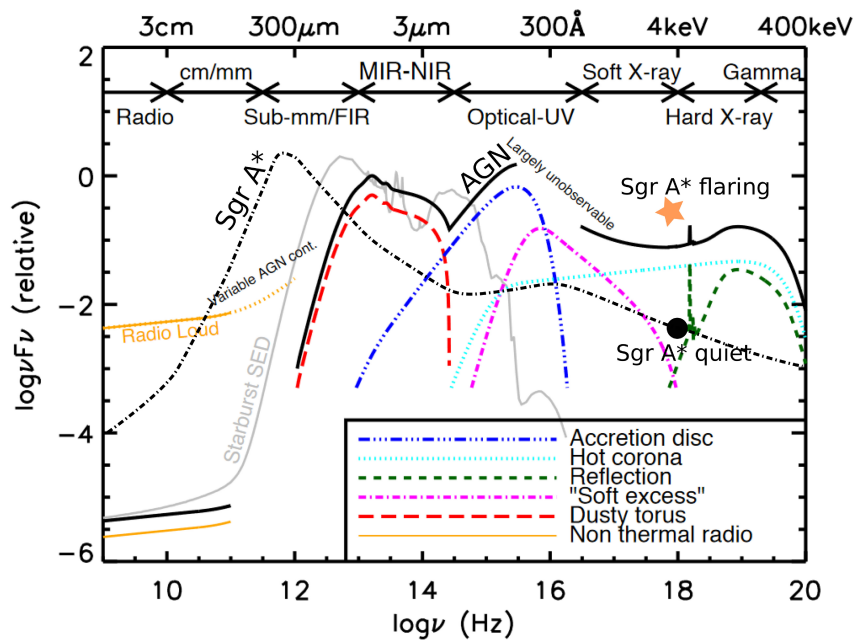 3cm 300μm 3μm 300Å 4keV 400keV
cm/mm MIR-NIR Soft X-ray Gamma
Radio Sub-mm/FIR Optical-UV Hard X-ray
Sgr A*
AGN
Largely unobservable
Sgr A* flaring
Variable AGN cont.
Radio Loud
Starburst SED
Sgr A* quiet
Accretion disc
Hot corona
Reflection
"Soft excess"
Dusty torus
Non thermal radio
2
0
−2
−4
−6
logνFν (relative)
10 12 14 16 18 20
logν (Hz)